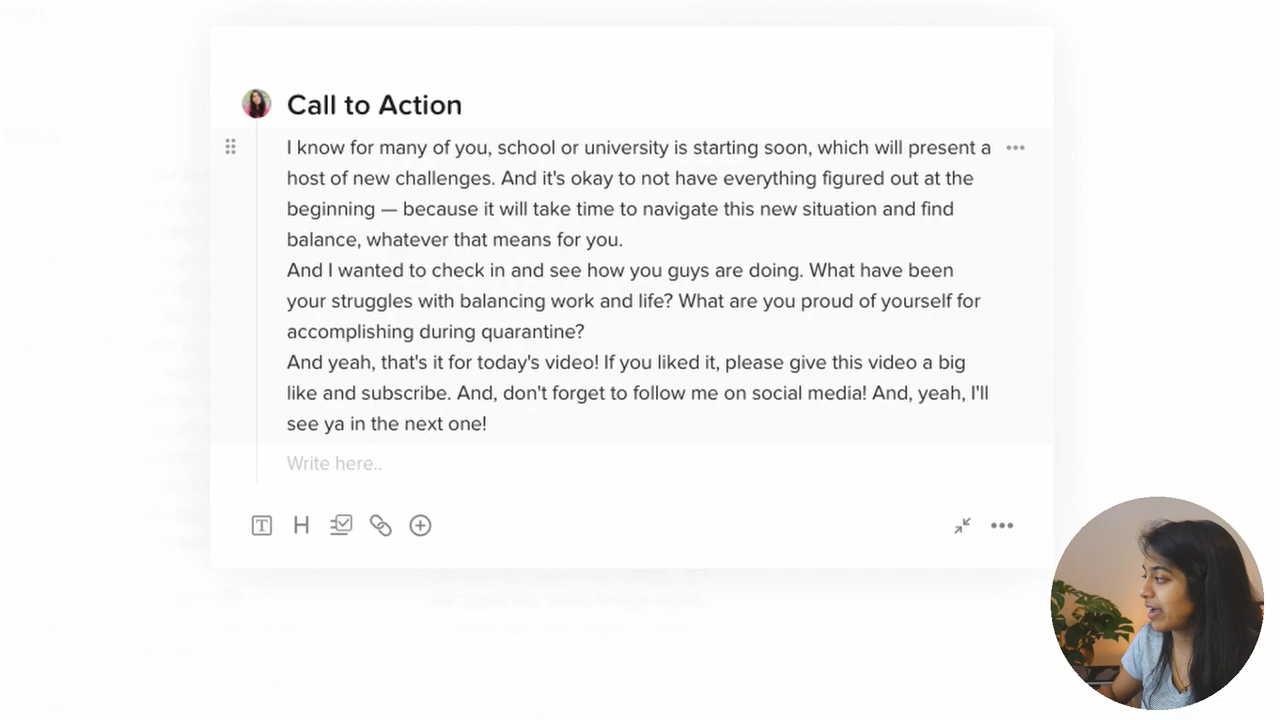 Call to Action
I know for many of you, school or university is starting soon, which will present a
host of new challenges. And it's okay to not have everything figured out at the
beginning — because it will take time to navigate this new situation and find
balance, whatever that means for you.
And I wanted to check in and see how you guys are doing. What have been
your struggles with balancing work and life? What are you proud of yourself for
accomplishing during quarantine?
And yeah, that's it for today's video! If you liked it, please give this video a big
like and subscribe. And, don't forget to follow me on social media! And, yeah, I'll
see ya in the next one!
Write here..